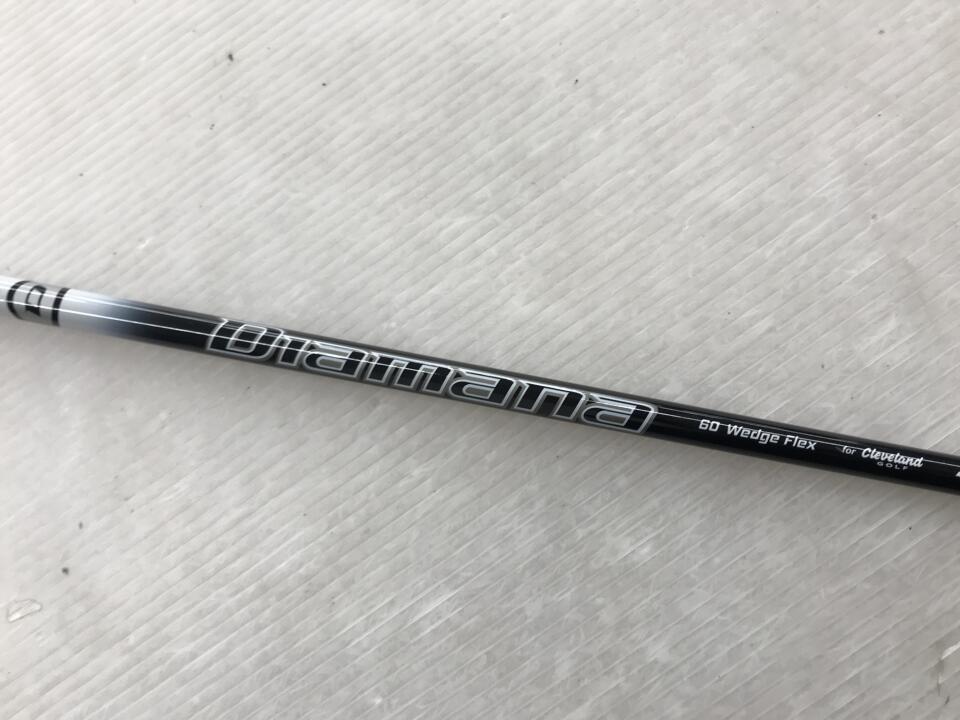 D
Diamana
60 Wedge Flex for Cleveland
GOLF